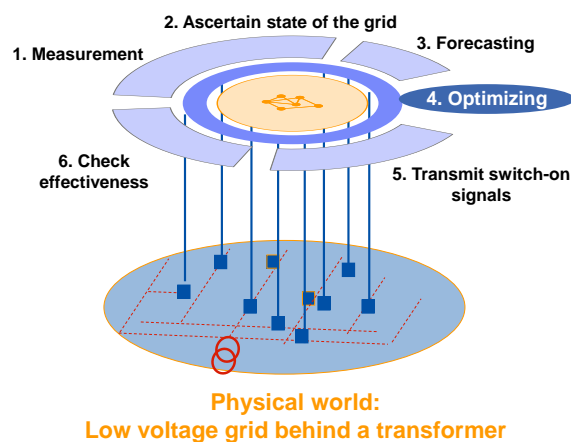 2. Ascertain state of the grid
1. Measurement
3. Forecasting
4. Optimizing
6. Check
effectiveness
5. Transmit switch-on
signals
Physical world:
Low voltage grid behind a transformer